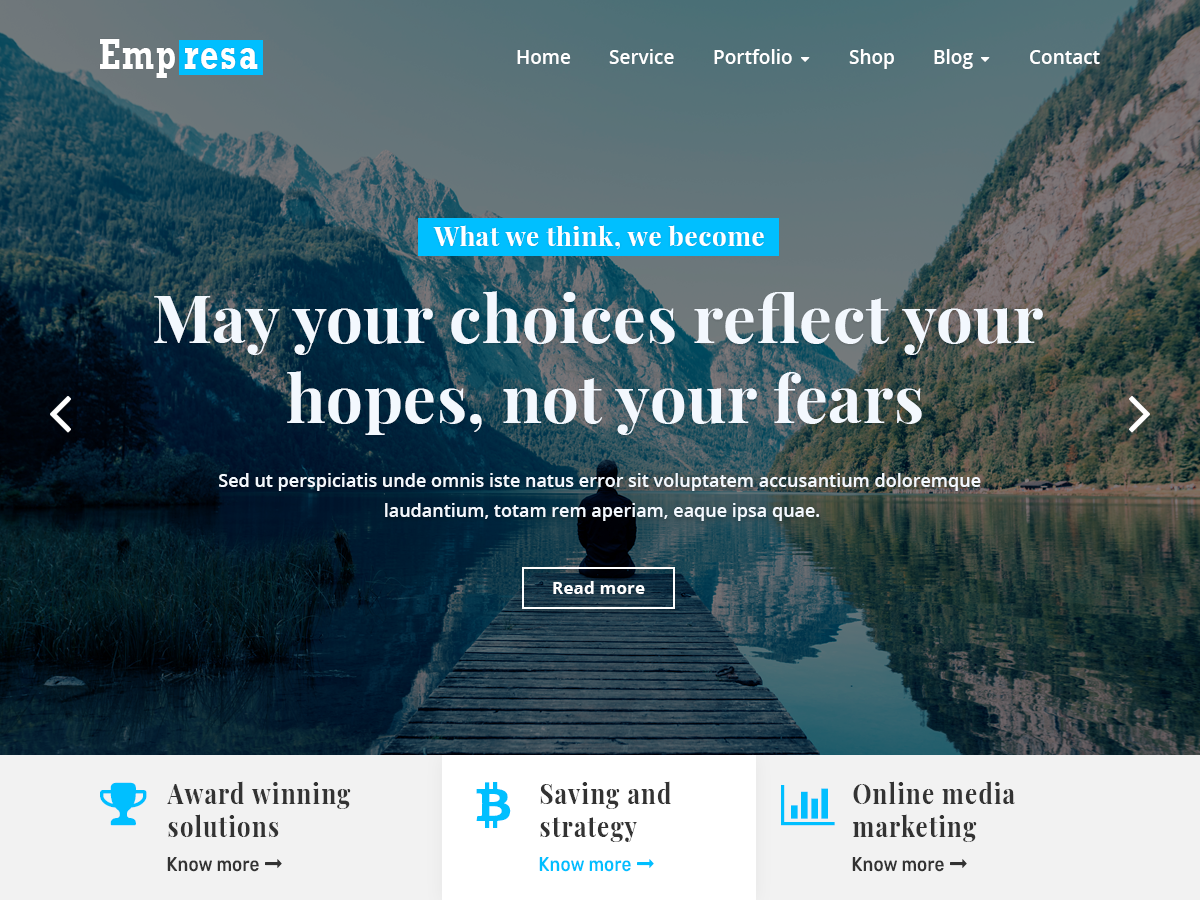 Empresa
Home Service Portfolio Shop Blog Contact
What we think, we become
May your choices reflect your
hopes, not your fears
Sed ut perspiciatis unde omnis iste natus error sit voluptatem accusantium doloremque
laudantium, totam rem aperiam, eaque ipsa quae.
Read more
Award winning
solutions
Know more
Saving and
strategy
Know more
Online media
marketing
Know more